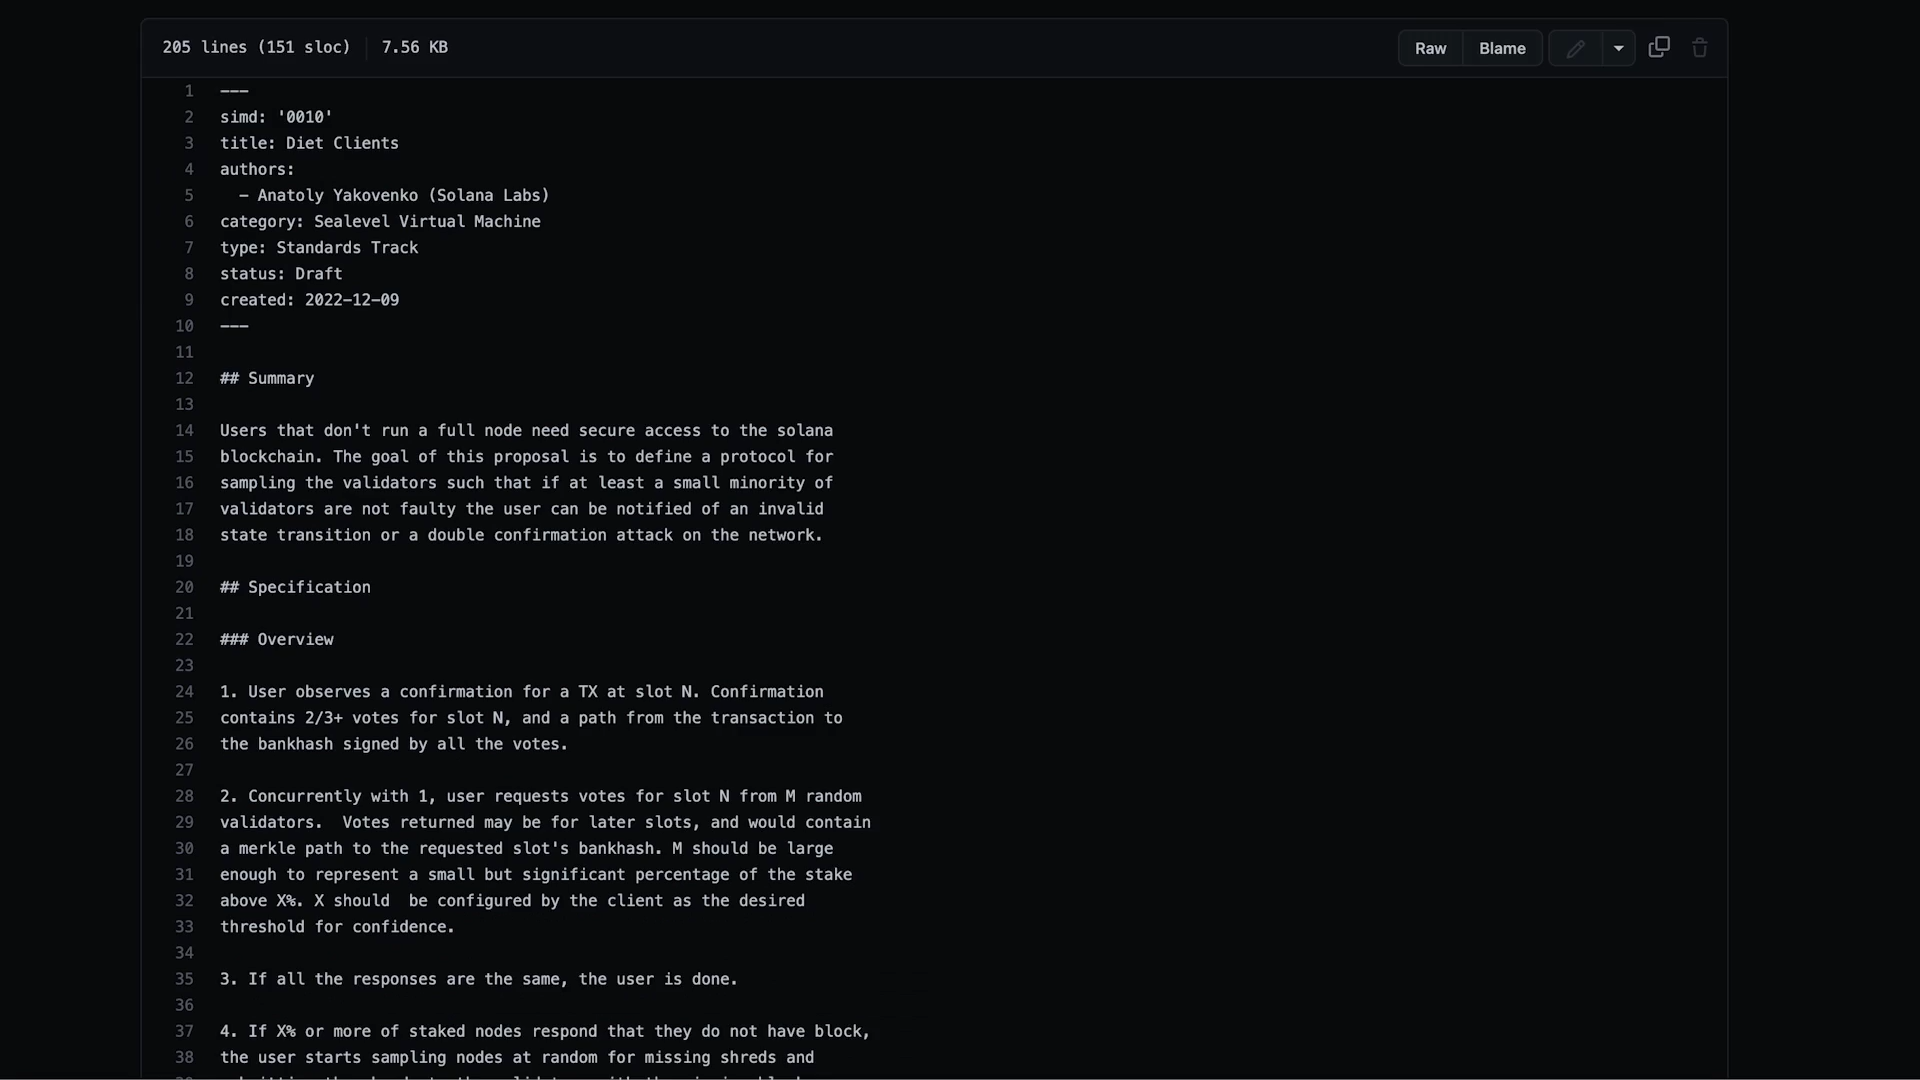 205 lines (151 sloc) 7.56 KB
Raw Blame
1 ---
2 simd: '0010'
3 title: Diet Clients
4 authors:
5 - Anatoly Yakovenko (Solana Labs)
6 category: Sealevel Virtual Machine
7 type: Standards Track
8 status: Draft
9 created: 2022-12-09
10 ---
11
12 ## Summary
13
14 Users that don't run a full node need secure access to the solana
15 blockchain. The goal of this proposal is to define a protocol for
16 sampling the validators such that if at least a small minority of
17 validators are not faulty the user can be notified of an invalid
18 state transition or a double confirmation attack on the network.
19
20 ## Specification
21
22 ### Overview
23
24 1. User observes a confirmation for a TX at slot N. Confirmation
25 contains 2/3+ votes for slot N, and a path from the transaction to
26 the bankhash signed by all the votes.
27
28 2. Concurrently with 1, user requests votes for slot N from M random
29 validators.  Votes returned may be for later slots, and would contain
30 a merkle path to the requested slot's bankhash. M should be large
31 enough to represent a small but significant percentage of the stake
32 above X%. X should  be configured by the client as the desired
33 threshold for confidence.
34
35 3. If all the responses are the same, the user is done.
36
37 4. If X% or more of staked nodes respond that they do not have block,
38 the user starts sampling nodes at random for missing shreds and